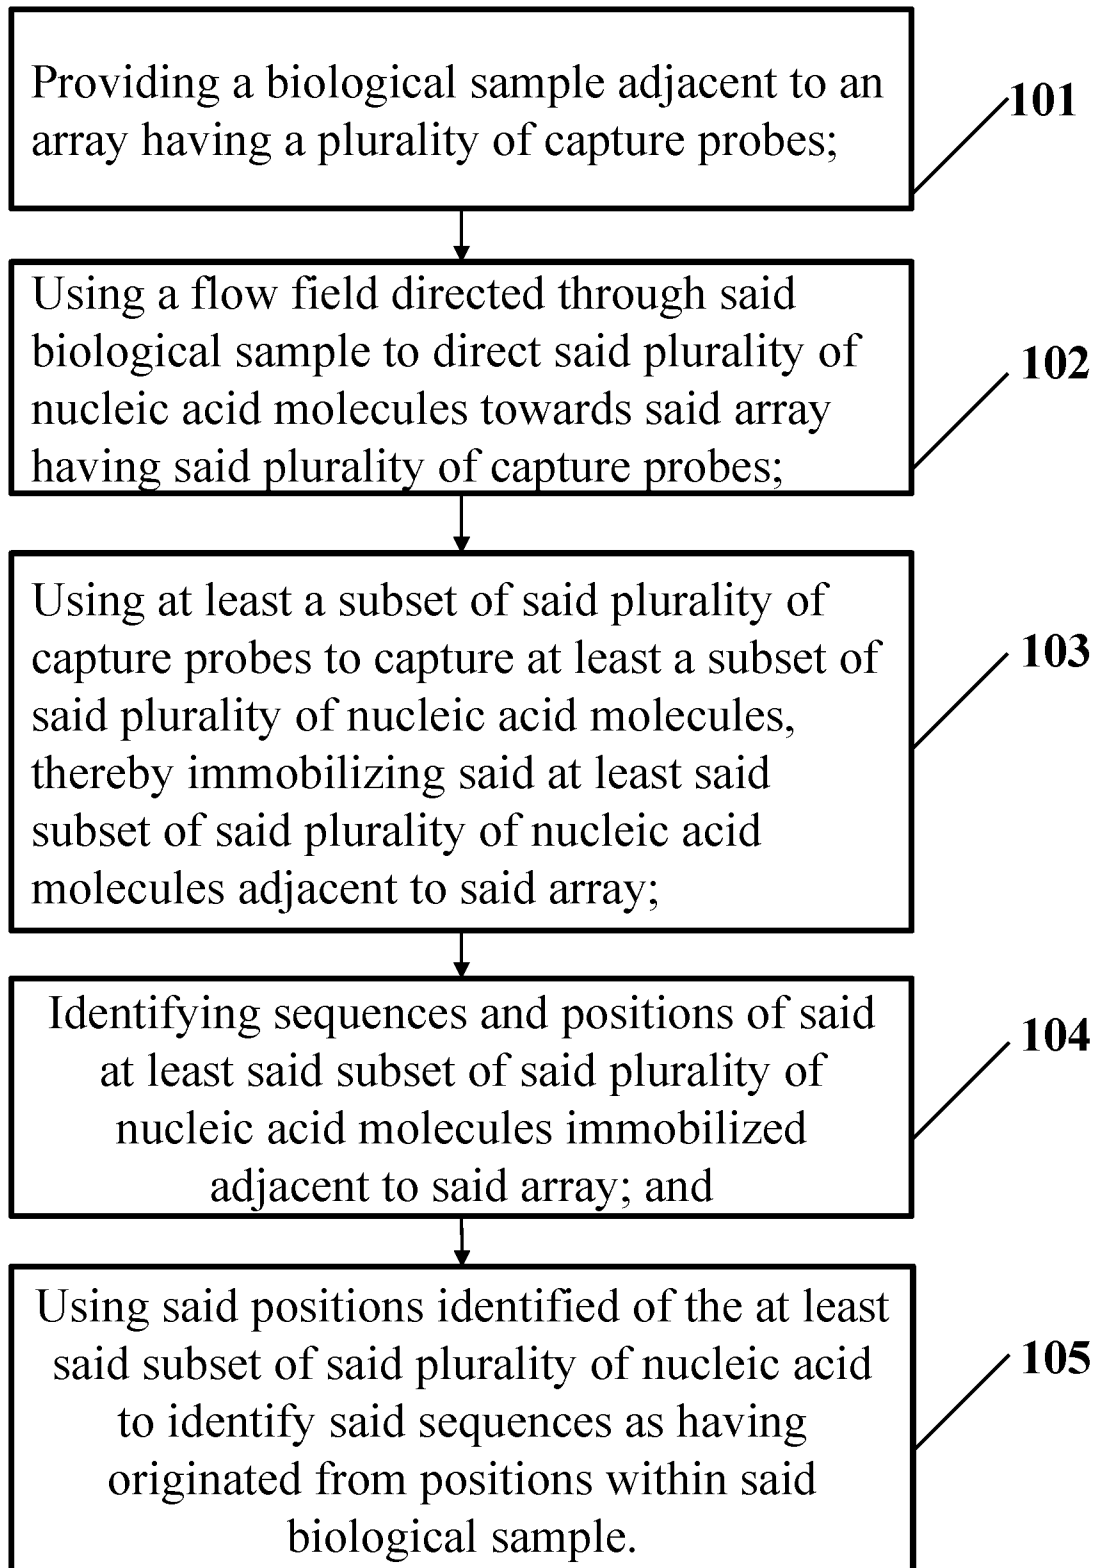 Providing a biological sample adjacent to an
array having a plurality of capture probes;
101
Using a flow field directed through said
biological sample to direct said plurality of
nucleic acid molecules towards said array
having said plurality of capture probes;
102
Using at least a subset of said plurality of
capture probes to capture at least a subset of
said plurality of nucleic acid molecules,
thereby immobilizing said at least said
subset of said plurality of nucleic acid
molecules adjacent to said array;
103
Identifying sequences and positions of said
at least said subset of said plurality of
nucleic acid molecules immobilized
adjacent to said array; and
104
Using said positions identified of the at least
said subset of said plurality of nucleic acid
to identify said sequences as having
originated from positions within said
biological sample.
105